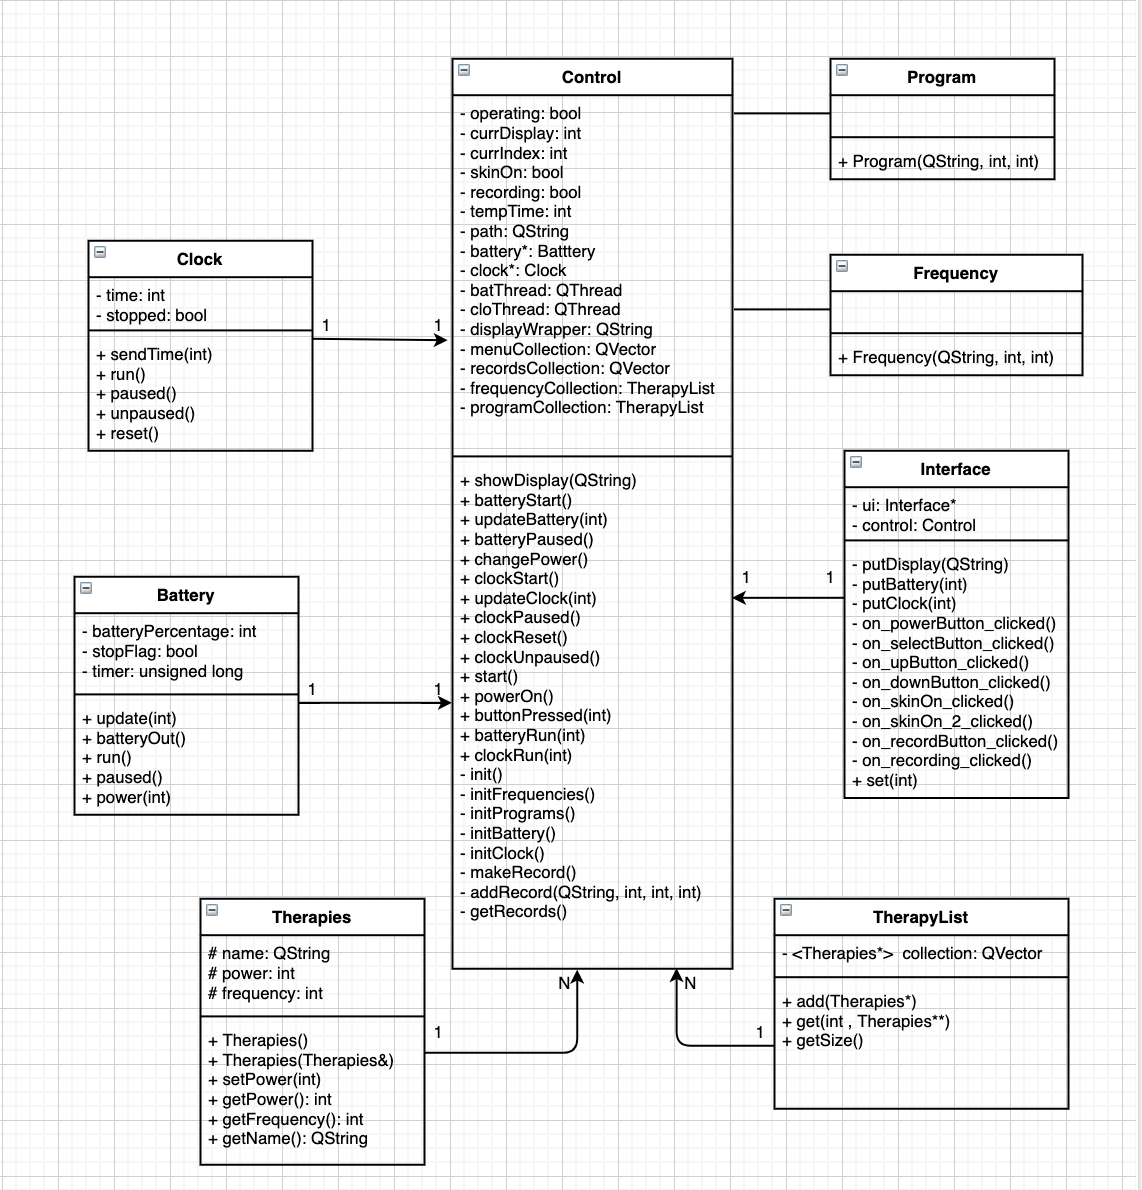 Control
- operating: bool
- currDisplay: int
- currIndex: int
- skinOn: bool
- recording: bool
- tempTime: int
- path: QString
- battery*: Batttery
- clock*: Clock
- batThread: QThread
- cloThread: QThread
- displayWrapper: QString
- menuCollection: QVector
- recordsCollection: QVector
- frequencyCollection: TherapyList
- programCollection: TherapyList
+ showDisplay(QString)
+ batteryStart()
+ updateBattery(int)
+ batteryPaused()
+ changePower()
+ clockStart()
+ updateClock(int)
+ clockPaused()
+ clockReset()
+ clockUnpaused()
+ start()
+ powerOn()
+ buttonPressed(int)
+ batteryRun(int)
+ clockRun(int)
- init()
- initFrequencies()
- initPrograms()
- initBattery()
- initClock()
- makeRecord()
- addRecord(QString, int, int, int)
- getRecords()
Program
+ Program(QString, int, int)
Clock
- time: int
- stopped: bool
+ sendTime(int)
+ run()
+ paused()
+ unpaused()
+ reset()
1
1
Frequency
+ Frequency(QString, int, int)
Interface
- ui: Interface*
- control: Control
- putDisplay(QString)
- putBattery(int)
- putClock(int)
- on_powerButton_clicked()
- on_selectButton_clicked()
- on_upButton_clicked()
- on_downButton_clicked()
- on_skinOn_clicked()
- on_skinOn_2_clicked()
- on_recordButton_clicked()
- on_recording_clicked()
+ set(int)
1
1
Battery
- batteryPercentage: int
- stopFlag: bool
- timer: unsigned long
+ update(int)
+ batteryOut()
+ run()
+ paused()
+ power(int)
1
1
Therapies
# name: QString
# power: int
# frequency: int
+ Therapies()
+ Therapies(Therapies&)
+ setPower(int)
+ getPower(): int
+ getFrequency(): int
+ getName(): QString
1
N
N
1
TherapyList
- <Therapies*> collection: QVector
+ add(Therapies*)
+ get(int , Therapies**)
+ getSize()